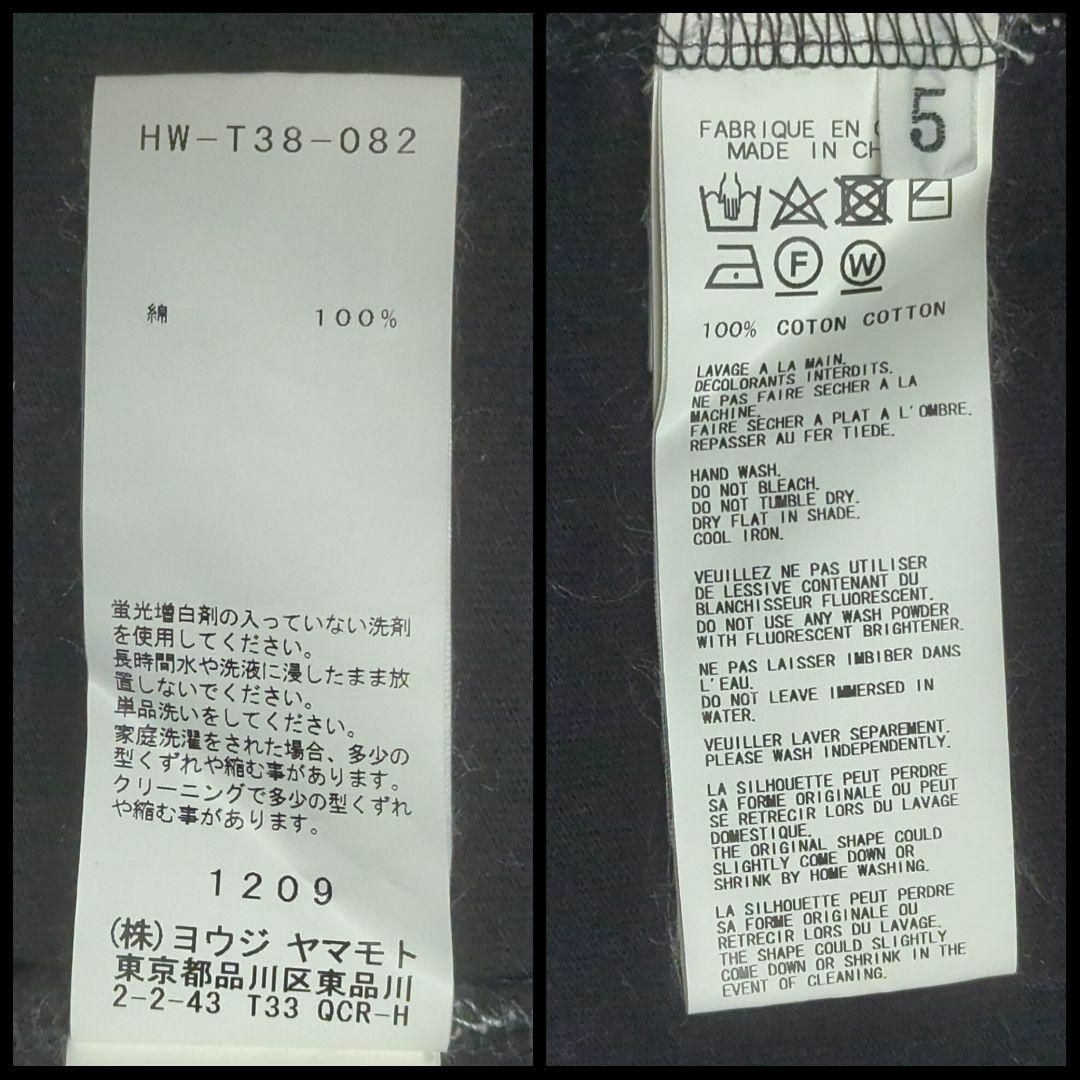 HW-T38-082
綿 100%
蛍光増白剤の入っていない洗剤
を使用してください。
長時間水や洗液に浸したまま放
置しないでください。
単品洗いをしてください。
家庭洗濯をされた場合、多少の
型くずれや縮む事があります。
クリーニングで多少の型くずれ
や縮む事があります。
1209
(株)ヨウジ ヤマモト
東京都品川区東品川
2-2-43 T33 QCR-H
5
FABRIQUE EN
MADE IN CH
F
W
100% COTON COTTON
LAVAGE A LA MAIN.
DECOLORANTS INTERDITS.
NE PAS FAIRE SECHER A LA
MACHINE.
FAIRE SECHER A PLAT A L'OMBRE.
REPASSER AU FER TIEDE.
HAND WASH.
DO NOT BLEACH.
DO NOT TUMBLE DRY.
DRY FLAT IN SHADE.
COOL IRON.
VEUILLEZ NE PAS UTILISER
DE LESSIVE CONTENANT DU
BLANCHISSEUR FLUORESCENT.
DO NOT USE ANY WASH POWDER
WITH FLUORESCENT BRIGHTENER.
NE PAS LAISSER IMBIBER DANS
L'EAU.
DO NOT LEAVE IMMERSED IN
WATER.
VEUILLER LAVER SEPAREMENT.
PLEASE WASH INDEPENDENTLY.
LA SILHOUETTE PEUT PERDRE
SA FORME ORIGINALE OU PEUT
SE RETRECIR LORS DU LAVAGE
DOMESTIQUE.
THE ORIGINAL SHAPE COULD
SLIGHTLY COME DOWN OR
SHRINK BY HOME WASHING.
LA SILHOUETTE PEUT PERDRE
SA FORME ORIGINALE OU
RETRECIR LORS DU LAVAGE.
THE SHAPE COULD SLIGHTLY
COME DOWN OR SHRINK IN THE
EVENT OF CLEANING.